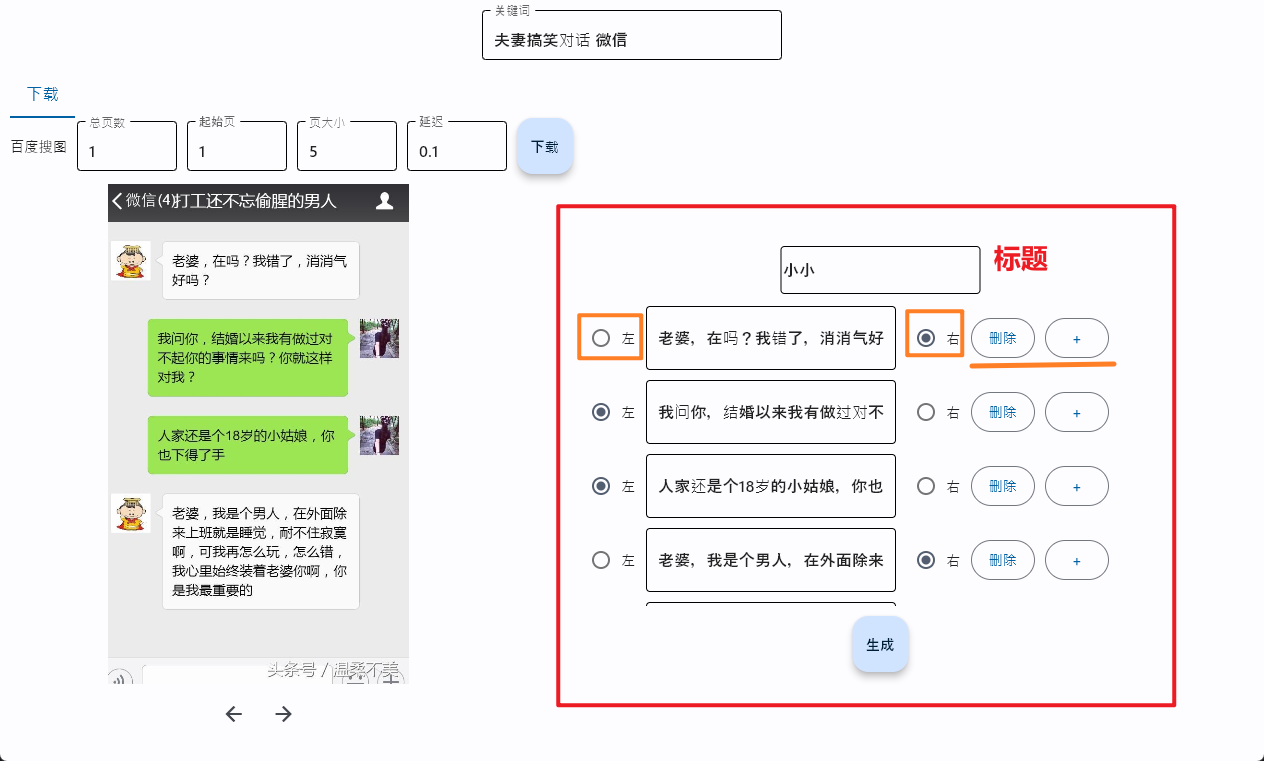 关键词
夫妻搞笑对话 微信
下载
百度搜图
总页数
1
起始页
1
页大小
5
延迟
0.1
下载
微信(4)打工还不忘偷腥的男人
老婆，在吗？我错了，消消气
好吗？
我问你，结婚以来我有做过对
不起你的事情来吗？你就这样
对我？
人家还是个18岁的小姑娘，你
也下得了手
老婆，我是个男人，在外面除
来上班就是睡觉，耐不住寂寞
啊，可我再怎么玩，怎么错，
我心里始终装着老婆你啊，你
是我最重要的
头条号 / 温柔不美
小小
标题
左
老婆，在吗？我错了，消消气好
右
删除
+
左
我问你，结婚以来我有做过对不
右
删除
+
左
人家还是个18岁的小姑娘，你也
右
删除
+
左
老婆，我是个男人，在外面除来
右
删除
+
生成